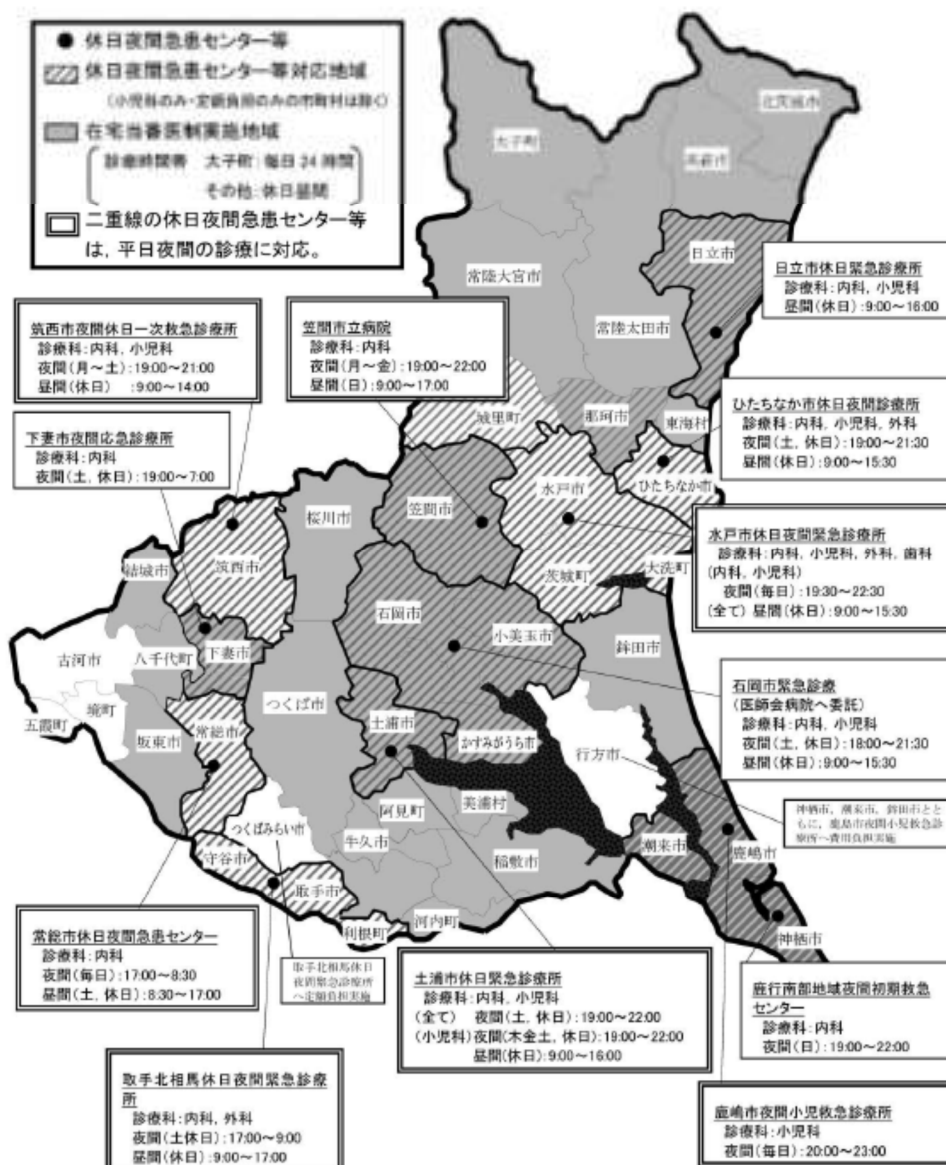 休日夜間急患センター等
休日夜間急患センター等対応地域
(小児科のみ・定額負担のみの市町村は除く)
在宅当番医制実施地域
診療時間帯 大子町:毎日24時間
その他:休日昼間
二重線の休日夜間急患センター等
は，平日夜間の診療に対応。
北茨城市
大子町
高萩市
日立市
常陸大宮市
常陸太田市
日立市休日緊急診療所
診療科:内科，小児科
昼間(休日):9:00～16:00
筑西市夜間休日一次救急診療所
診療科:内科，小児科
夜間(月～土):19:00～21:00
昼間(休日) :9:00～14:00
笠間市立病院
診療科:内科
夜間(月～金):19:00～22:00
昼間(日):9:00～17:00
城里町
那珂市
東海村
ひたちなか市休日夜間診療所
診療科:内科，小児科，外科
夜間(土，休日):19:00～21:30
昼間(休日):9:00～15:30
下妻市夜間応急診療所
診療科:内科
夜間(土，休日):19:00～7:00
ひたちなか市
水戸市
笠間市
桜川市
筑西市
結城市
茨城町
大洗町
水戸市休日夜間緊急診療所
診療科:内科，小児科，外科，歯科
(内科，小児科)
夜間(毎日):19:30～22:30
(全て) 昼間(休日):9:00～15:30
石岡市
小美玉市
鉾田市
古河市
八千代町
下妻市
つくば市
五霞町
境町
坂東市
常総市
土浦市
かすみがうら市
行方市
石岡市緊急診療
(医師会病院へ委託)
診療科:内科，小児科
夜間(土，休日):18:00～21:30
昼間(休日):9:00～15:30
神栖市，潮来市，鉾田市とと
もに，鹿島市夜間小児救急診
療所へ費用負担実施
阿見町
美浦村
つくばみらい市
牛久市
稲敷市
潮来市
鹿嶋市
守谷市
取手市
利根町
河内町
神栖市
常総市休日夜間急患センター
診療科:内科
夜間(毎日):17:00～8:30
昼間(土，休日):8:30～17:00
取手北相馬休日
夜間緊急診療所
へ定額負担実施
土浦市休日緊急診療所
診療科:内科，小児科
(全て) 夜間(土，休日):19:00～22:00
(小児科)夜間(木金土，休日):19:00～22:00
昼間(休日):9:00～16:00
鹿行南部地域夜間初期救急
センター
診療科:内科
夜間(日):19:00～22:00
取手北相馬休日夜間緊急診療
所
診療科:内科，外科
夜間(土休日):17:00～9:00
昼間(休日):9:00～17:00
鹿嶋市夜間小児救急診療所
診療科:小児科
夜間(毎日):20:00～23:00